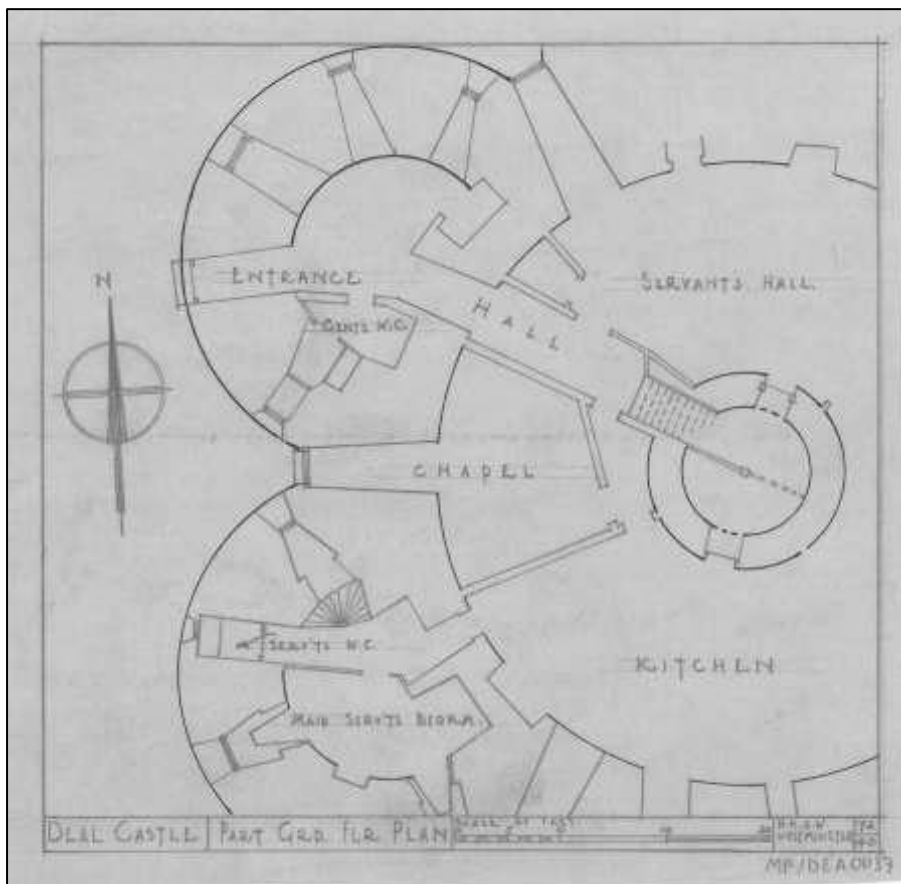 N
ENTRANCE
HALL
SERVANTS HALL
GENTS W.C.
CHAPEL
SERVTS W.C.
KITCHEN
MAID SERVTS BEDRM.
DEAL CASTLE
PART GRD FLR PLAN
SCALE OF FEET
MP/DEA0037